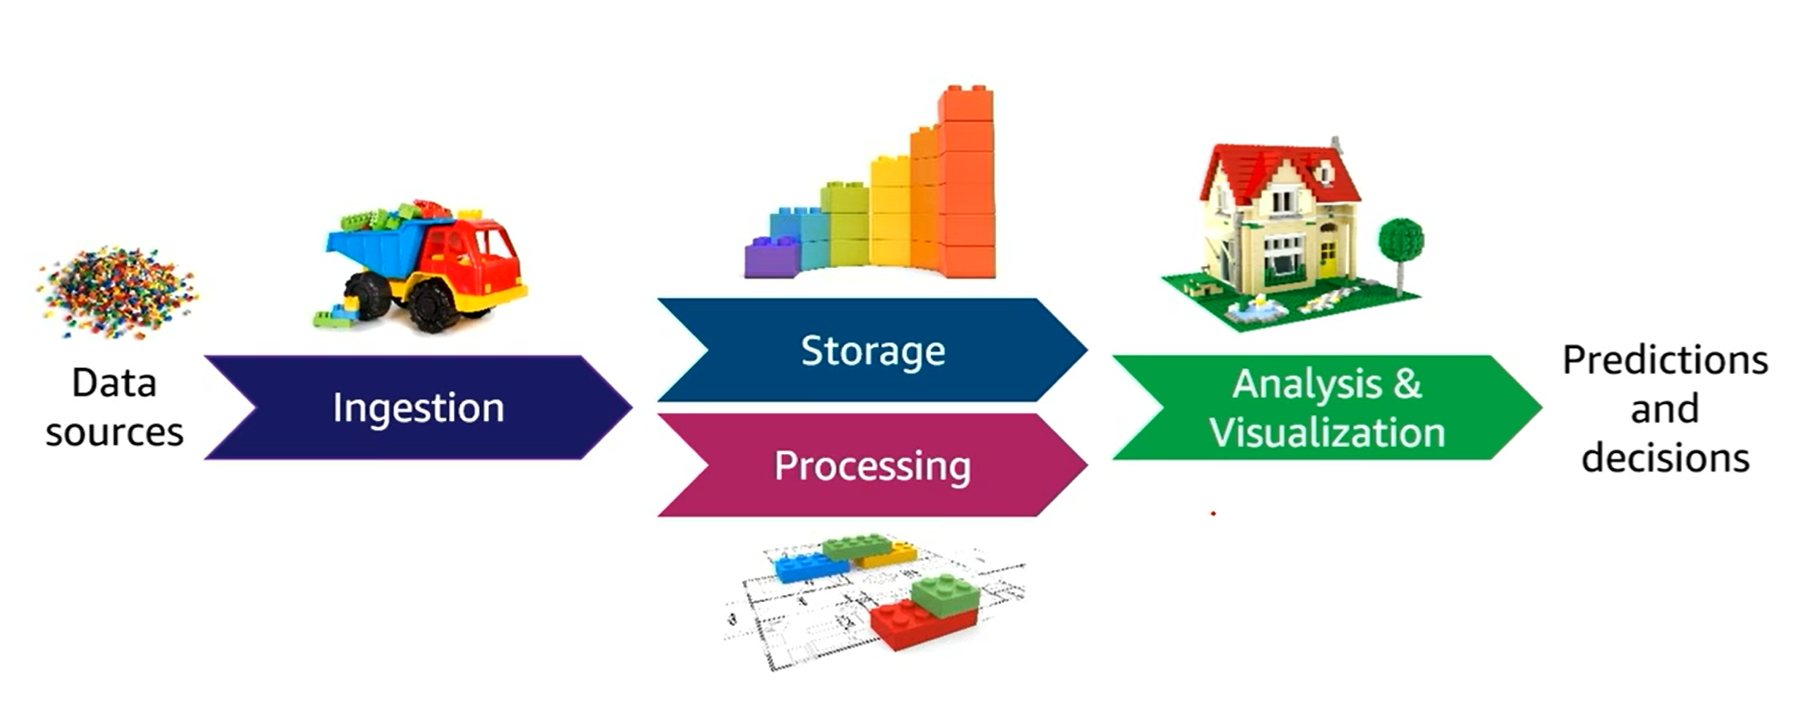 Data
sources
Ingestion
Storage
Processing
Analysis &
Visualization
Predictions
and
decisions